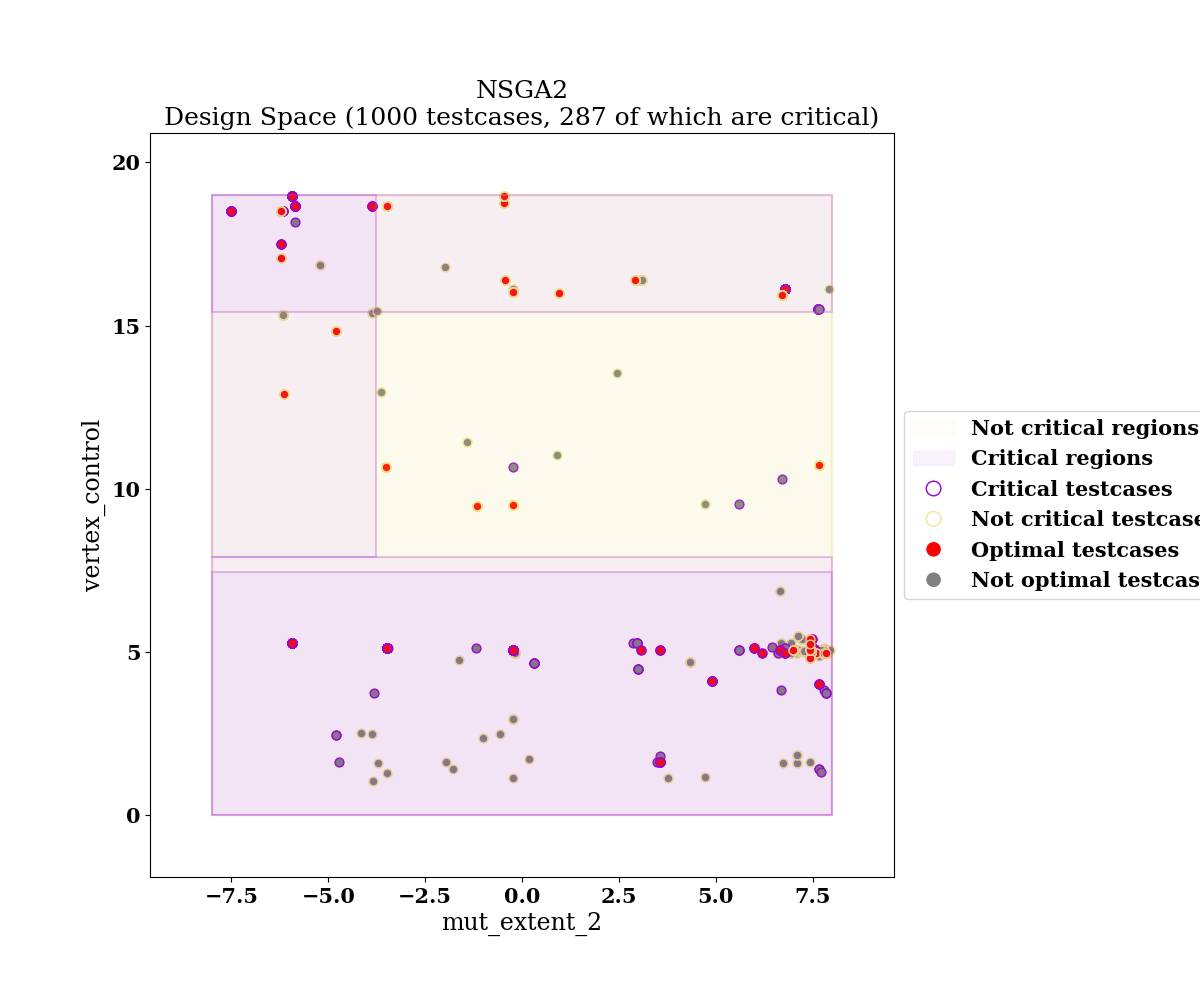 NSGA2
Design Space (1000 testcases, 287 of which are critical)
20
15
10
5
0
vertex_control
−7.5
−5.0
−2.5
0.0
2.5
5.0
7.5
mut_extent_2
Not critical regions
Critical regions
Critical testcases
Not critical testcase
Optimal testcases
Not optimal testcas